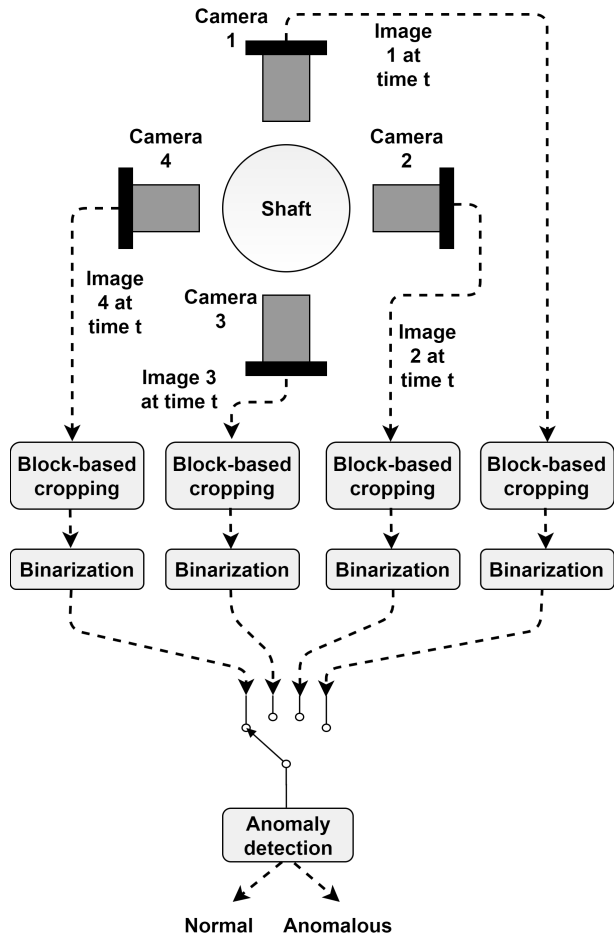 Camera
1
Image
1 at
time t
Camera
4
Camera
2
Shaft
Image
4 at
time t
Camera
3
Image
2 at
time t
Image 3
at time t
Block-based
cropping
Block-based
cropping
Block-based
cropping
Block-based
cropping
Binarization
Binarization
Binarization
Binarization
Anomaly
detection
Normal
Anomalous